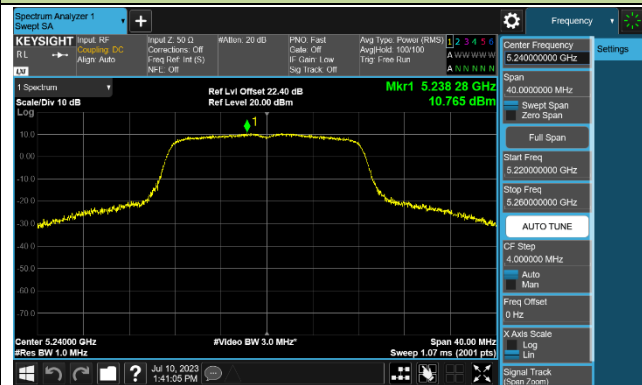 Spectrum Analyzer 1
Swept SA
Frequency
KEYSIGHT
RL
LXI
Input: RF
Coupling: DC
Align: Auto
Input Z: 50 Ω
Corrections: Off
Freq Ref: Int (S)
NFE: Off
#Atten: 20 dB
PNO: Fast
Gate: Off
IF Gain: Low
Sig Track: Off
Avg Type: Power (RMS)
Avg|Hold: 100/100
Trig: Free Run
1 2 3 4 5 6
A W W W W W
A N N N N N
1 Spectrum
Scale/Div 10 dB
Log
Ref Lvl Offset 22.40 dB
Ref Level 20.00 dBm
Mkr1 5.238 28 GHz
10.765 dBm
1
10.0
0.00
-10.0
-20.0
-30.0
-40.0
-50.0
-60.0
-70.0
Center 5.24000 GHz
#Res BW 1.0 MHz
#Video BW 3.0 MHz*
Span 40.00 MHz
Sweep 1.07 ms (2001 pts)
Jul 10, 2023
1:41:05 PM
Center Frequency
5.240000000 GHz
Settings
Span
40.0000000 MHz
Swept Span
Zero Span
Full Span
Start Freq
5.220000000 GHz
Stop Freq
5.260000000 GHz
AUTO TUNE
CF Step
4.000000 MHz
Auto
Man
Freq Offset
0 Hz
X Axis Scale
Log
Lin
Signal Track
(Span Zoom)